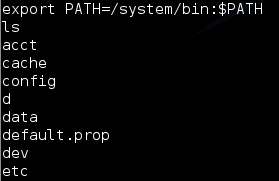 export PATH=/system/bin:$PATH
ls
acct
cache
config
d
data
default.prop
dev
etc